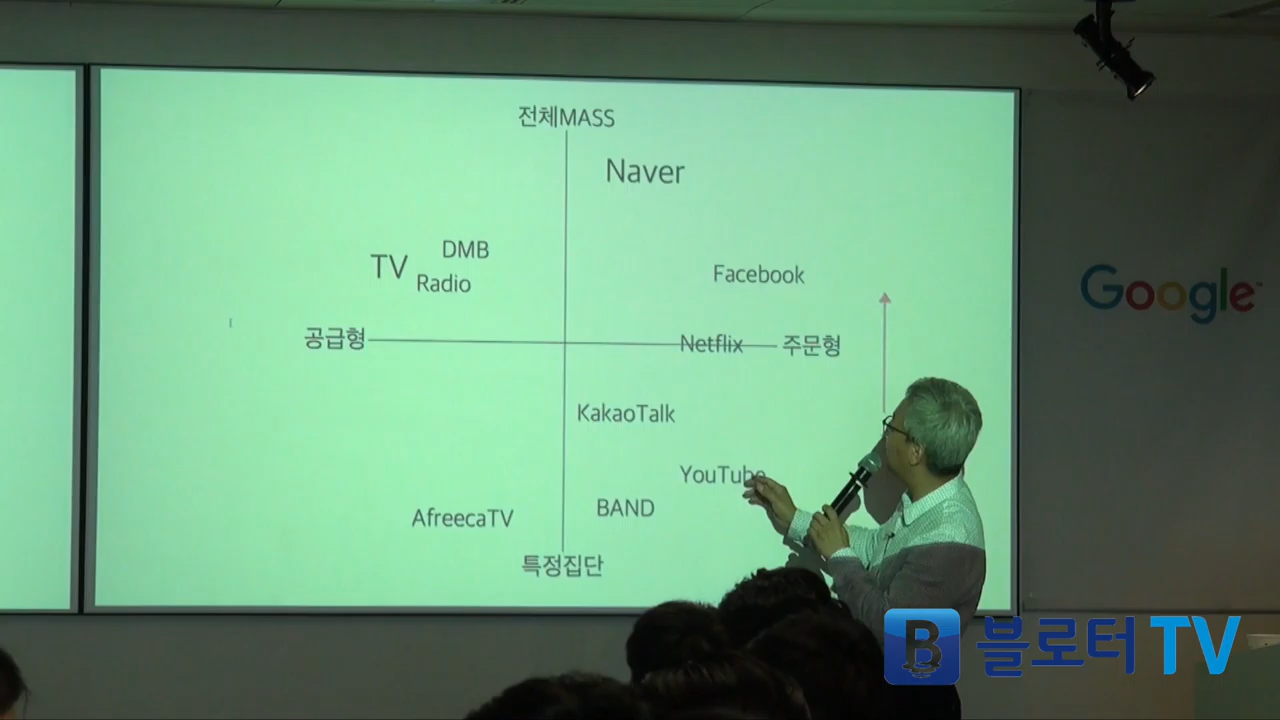 전체MASS
Naver
DMB
TV
Radio
Facebook
Google
공급형
Netflix
주문형
KakaoTalk
YouTube
BAND
AfreecaTV
특정집단
B 블로터TV